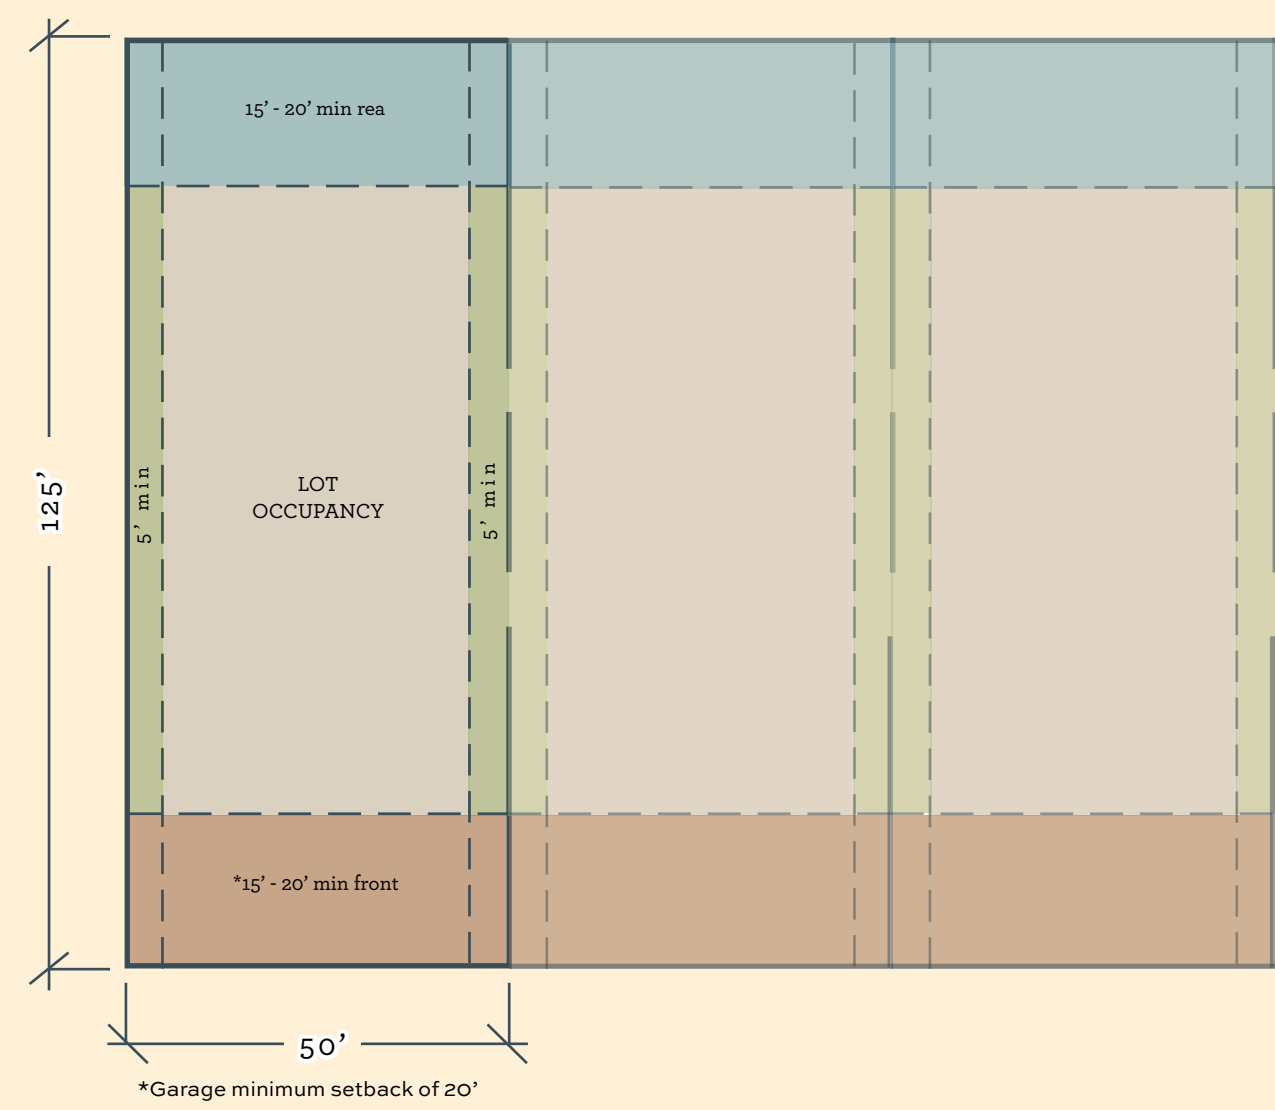 15’ - 20’ min rea
125’
5’ min
LOT
OCCUPANCY
5’ min
*15’ - 20’ min front
50’
*Garage minimum setback of 20’